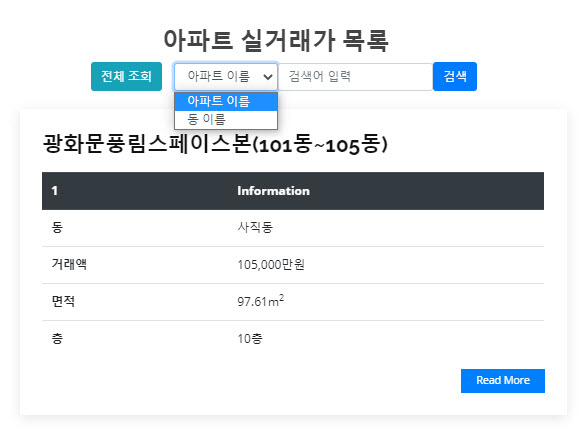 아파트 실거래가 목록
전체 조회 아파트 이름 검색어 입력 검색
아파트 이름
동 이름
광화문풍림스페이스본(101동~105동)
1 Information
동 사직동
거래액 105,000만원
면적 97.61m²
층 10층
Read More